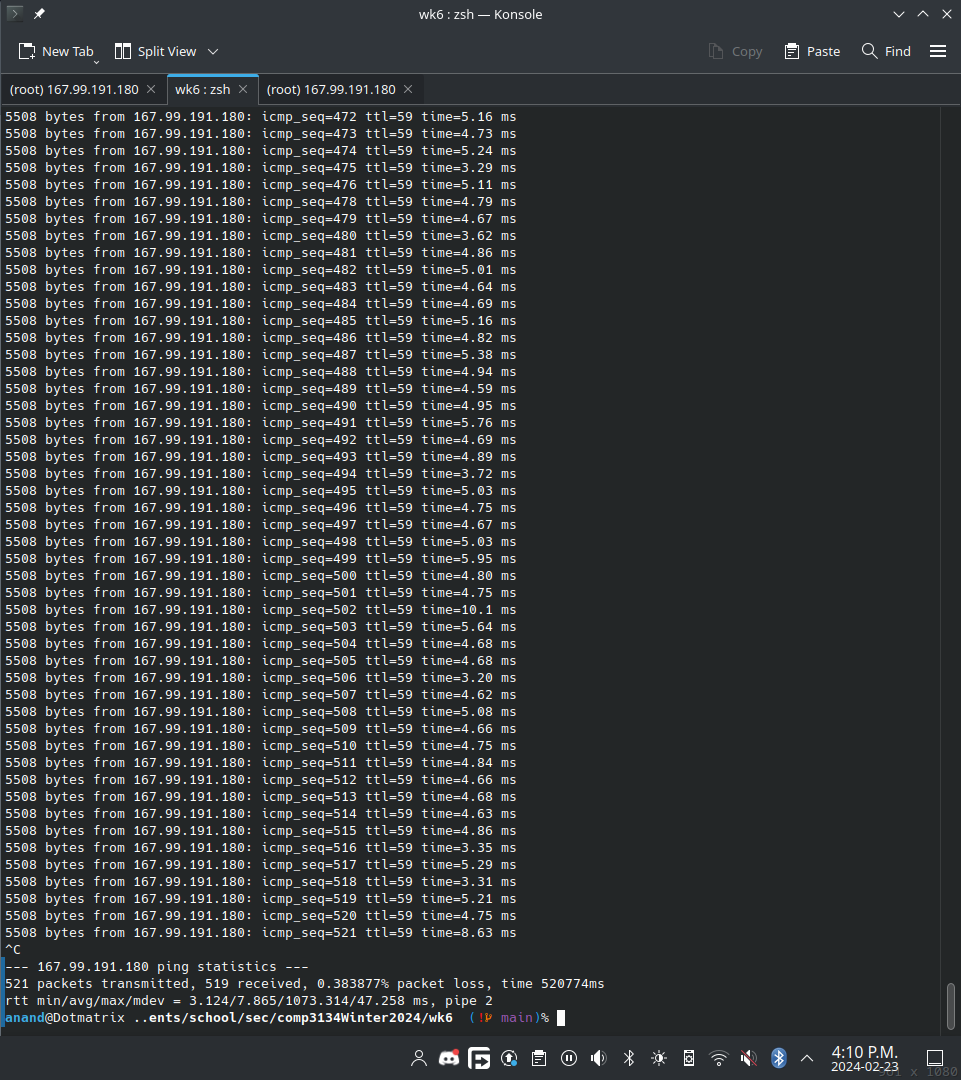 wk6 : zsh — Konsole
New Tab Split View Copy Paste Find
(root) 167.99.191.180 wk6 : zsh (root) 167.99.191.180
5508 bytes from 167.99.191.180: icmp_seq=472 ttl=59 time=5.16 ms
5508 bytes from 167.99.191.180: icmp_seq=473 ttl=59 time=4.73 ms
5508 bytes from 167.99.191.180: icmp_seq=474 ttl=59 time=5.24 ms
5508 bytes from 167.99.191.180: icmp_seq=475 ttl=59 time=3.29 ms
5508 bytes from 167.99.191.180: icmp_seq=476 ttl=59 time=5.11 ms
5508 bytes from 167.99.191.180: icmp_seq=478 ttl=59 time=4.79 ms
5508 bytes from 167.99.191.180: icmp_seq=479 ttl=59 time=4.67 ms
5508 bytes from 167.99.191.180: icmp_seq=480 ttl=59 time=3.62 ms
5508 bytes from 167.99.191.180: icmp_seq=481 ttl=59 time=4.86 ms
5508 bytes from 167.99.191.180: icmp_seq=482 ttl=59 time=5.01 ms
5508 bytes from 167.99.191.180: icmp_seq=483 ttl=59 time=4.64 ms
5508 bytes from 167.99.191.180: icmp_seq=484 ttl=59 time=4.69 ms
5508 bytes from 167.99.191.180: icmp_seq=485 ttl=59 time=5.16 ms
5508 bytes from 167.99.191.180: icmp_seq=486 ttl=59 time=4.82 ms
5508 bytes from 167.99.191.180: icmp_seq=487 ttl=59 time=5.38 ms
5508 bytes from 167.99.191.180: icmp_seq=488 ttl=59 time=4.94 ms
5508 bytes from 167.99.191.180: icmp_seq=489 ttl=59 time=4.59 ms
5508 bytes from 167.99.191.180: icmp_seq=490 ttl=59 time=4.95 ms
5508 bytes from 167.99.191.180: icmp_seq=491 ttl=59 time=5.76 ms
5508 bytes from 167.99.191.180: icmp_seq=492 ttl=59 time=4.69 ms
5508 bytes from 167.99.191.180: icmp_seq=493 ttl=59 time=4.89 ms
5508 bytes from 167.99.191.180: icmp_seq=494 ttl=59 time=3.72 ms
5508 bytes from 167.99.191.180: icmp_seq=495 ttl=59 time=5.03 ms
5508 bytes from 167.99.191.180: icmp_seq=496 ttl=59 time=4.75 ms
5508 bytes from 167.99.191.180: icmp_seq=497 ttl=59 time=4.67 ms
5508 bytes from 167.99.191.180: icmp_seq=498 ttl=59 time=5.03 ms
5508 bytes from 167.99.191.180: icmp_seq=499 ttl=59 time=5.95 ms
5508 bytes from 167.99.191.180: icmp_seq=500 ttl=59 time=4.80 ms
5508 bytes from 167.99.191.180: icmp_seq=501 ttl=59 time=4.75 ms
5508 bytes from 167.99.191.180: icmp_seq=502 ttl=59 time=10.1 ms
5508 bytes from 167.99.191.180: icmp_seq=503 ttl=59 time=5.64 ms
5508 bytes from 167.99.191.180: icmp_seq=504 ttl=59 time=4.68 ms
5508 bytes from 167.99.191.180: icmp_seq=505 ttl=59 time=4.68 ms
5508 bytes from 167.99.191.180: icmp_seq=506 ttl=59 time=3.20 ms
5508 bytes from 167.99.191.180: icmp_seq=507 ttl=59 time=4.62 ms
5508 bytes from 167.99.191.180: icmp_seq=508 ttl=59 time=5.08 ms
5508 bytes from 167.99.191.180: icmp_seq=509 ttl=59 time=4.66 ms
5508 bytes from 167.99.191.180: icmp_seq=510 ttl=59 time=4.75 ms
5508 bytes from 167.99.191.180: icmp_seq=511 ttl=59 time=4.84 ms
5508 bytes from 167.99.191.180: icmp_seq=512 ttl=59 time=4.66 ms
5508 bytes from 167.99.191.180: icmp_seq=513 ttl=59 time=4.68 ms
5508 bytes from 167.99.191.180: icmp_seq=514 ttl=59 time=4.63 ms
5508 bytes from 167.99.191.180: icmp_seq=515 ttl=59 time=4.86 ms
5508 bytes from 167.99.191.180: icmp_seq=516 ttl=59 time=3.35 ms
5508 bytes from 167.99.191.180: icmp_seq=517 ttl=59 time=5.29 ms
5508 bytes from 167.99.191.180: icmp_seq=518 ttl=59 time=3.31 ms
5508 bytes from 167.99.191.180: icmp_seq=519 ttl=59 time=5.21 ms
5508 bytes from 167.99.191.180: icmp_seq=520 ttl=59 time=4.75 ms
5508 bytes from 167.99.191.180: icmp_seq=521 ttl=59 time=8.63 ms
^C
--- 167.99.191.180 ping statistics ---
521 packets transmitted, 519 received, 0.383877% packet loss, time 520774ms
rtt min/avg/max/mdev = 3.124/7.865/1073.314/47.258 ms, pipe 2
anand@Dotmatrix ..ents/school/sec/comp3134Winter2024/wk6 (! main)%
4:10 P.M.
2024-02-23
x 1080